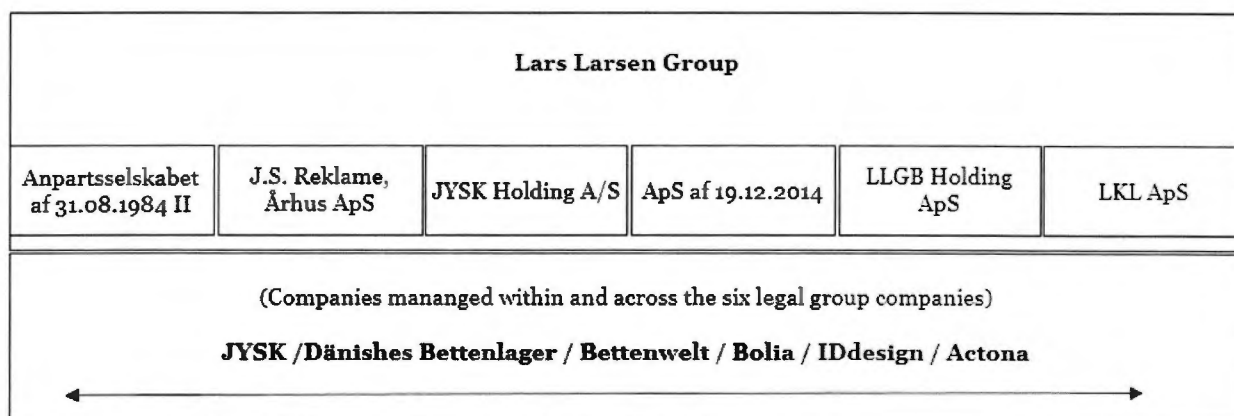 Lars Larsen Group
Anpartsselskabet
af 31.08.1984 II
J.S. Reklame,
Århus ApS
JYSK Holding A/S
ApS af 19.12.2014
LLGB Holding
ApS
LKL ApS
(Companies mananged within and across the six legal group companies)
JYSK /Dänishes Bettenlager / Bettenwelt / Bolia / IDdesign / Actona